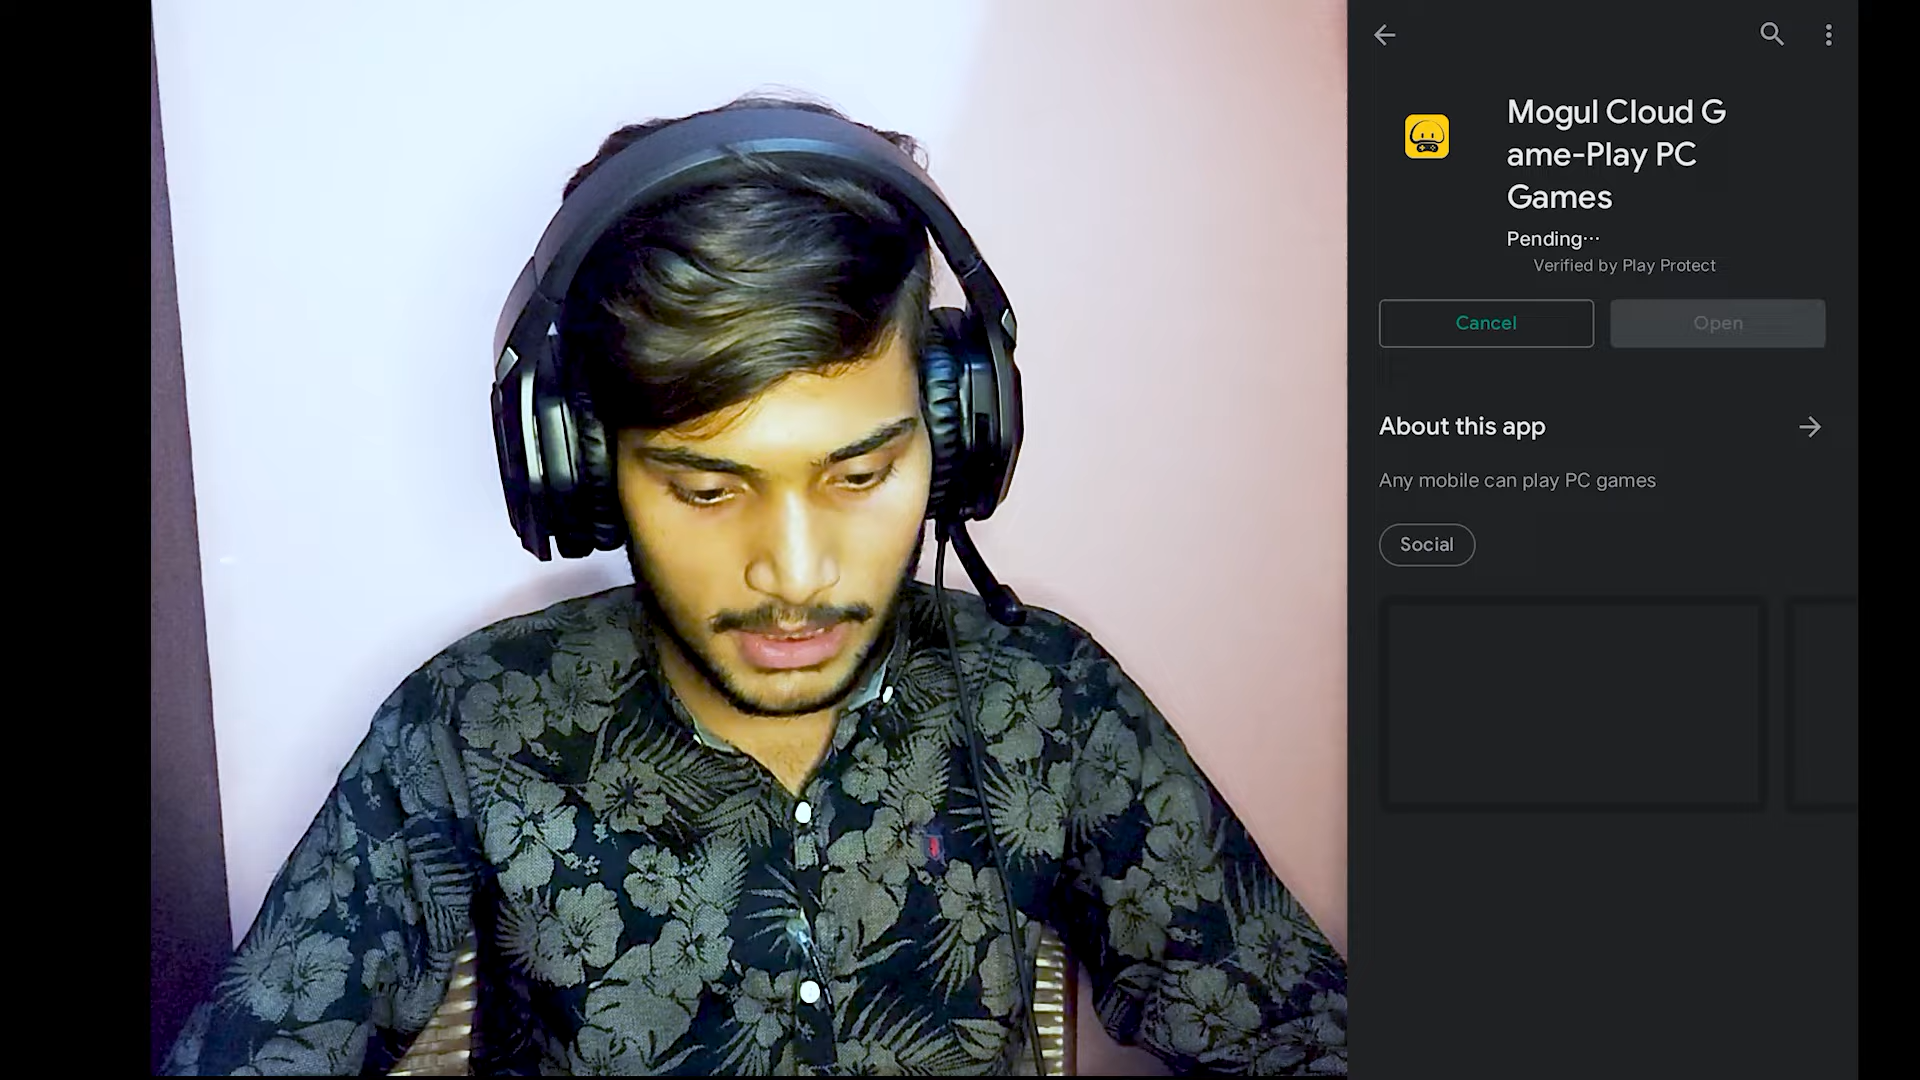 Mogul Cloud G
ame-Play PC
Games
Pending…
Verified by Play Protect
Cancel
Open
About this app
Any mobile can play PC games
Social